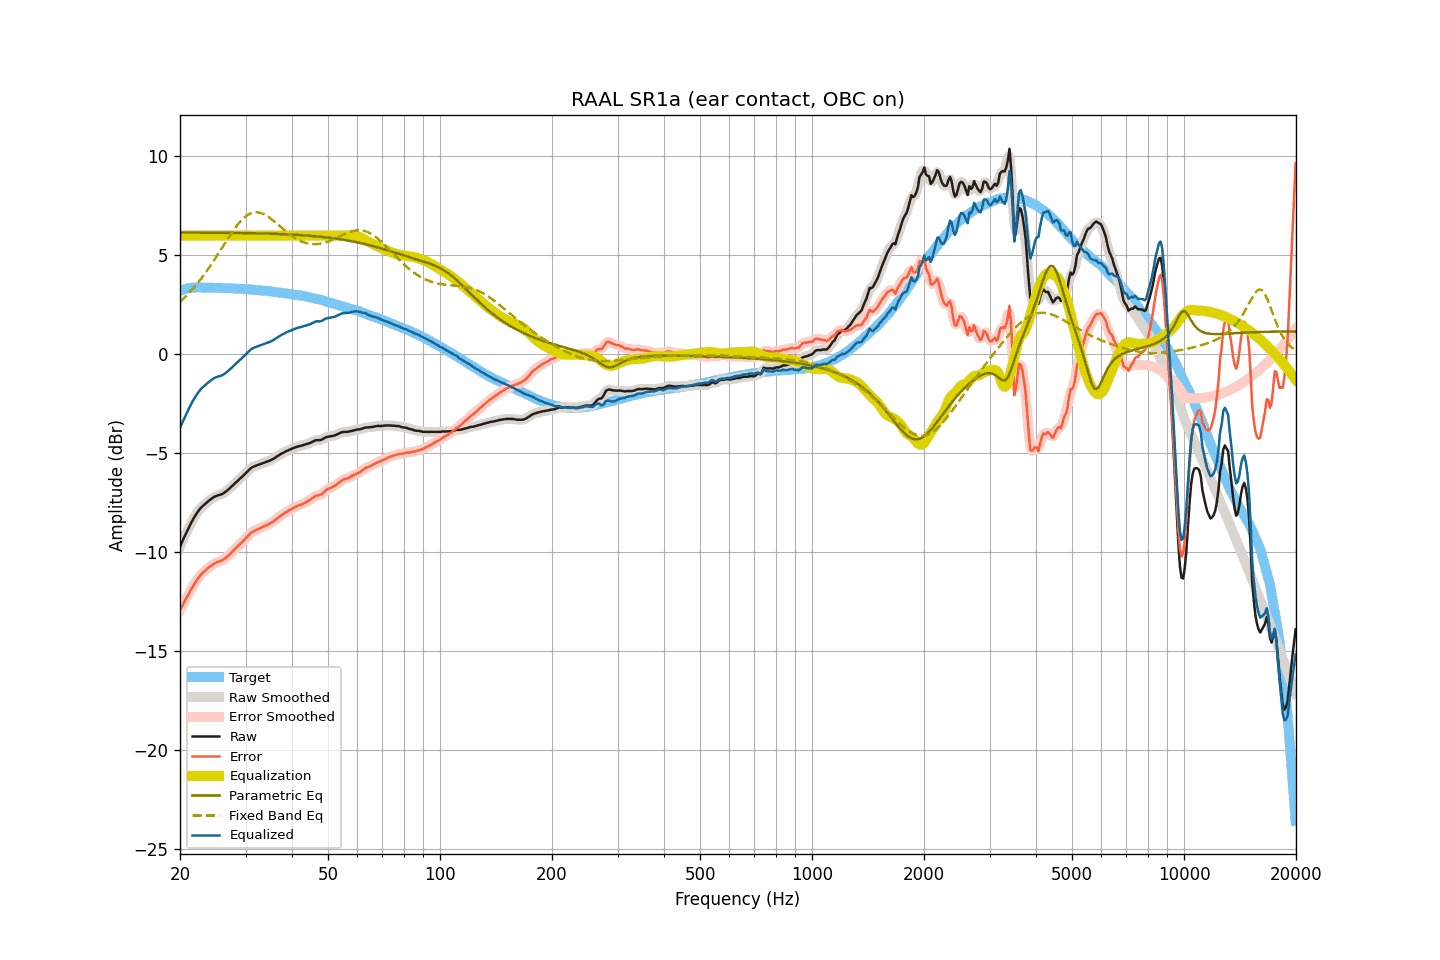 RAAL SR1a (ear contact, OBC on)
10
5
0
−5
−10
−15
−20
−25
Amplitude (dBr)
Target
Raw Smoothed
Error Smoothed
Raw
Error
Equalization
Parametric Eq
Fixed Band Eq
Equalized
20 50 100 200 500 1000 2000 5000 10000 20000
Frequency (Hz)